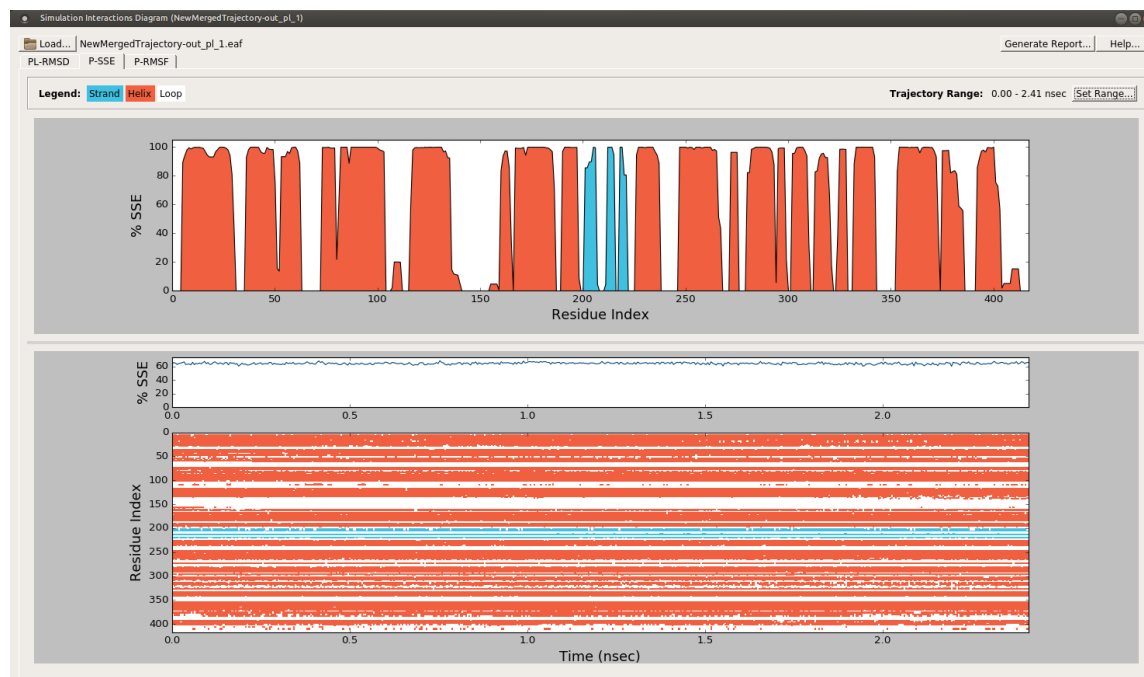 Simulation Interactions Diagram (NewMergedTrajectory-out_pl_1)
Load... NewMergedTrajectory-out_pl_1.eaf Generate Report... Help...
PL-RMSD P-SSE P-RMSF
Legend: Strand Helix Loop Trajectory Range: 0.00 - 2.41 nsec Set Range...
100
80
60
40
20
0
% SSE
0 50 100 150 200 250 300 350 400
Residue Index
60
40
20
0
% SSE
0.0 0.5 1.0 1.5 2.0
0
50
100
150
200
250
300
350
400
Residue Index
0.0 0.5 1.0 1.5 2.0
Time (nsec)